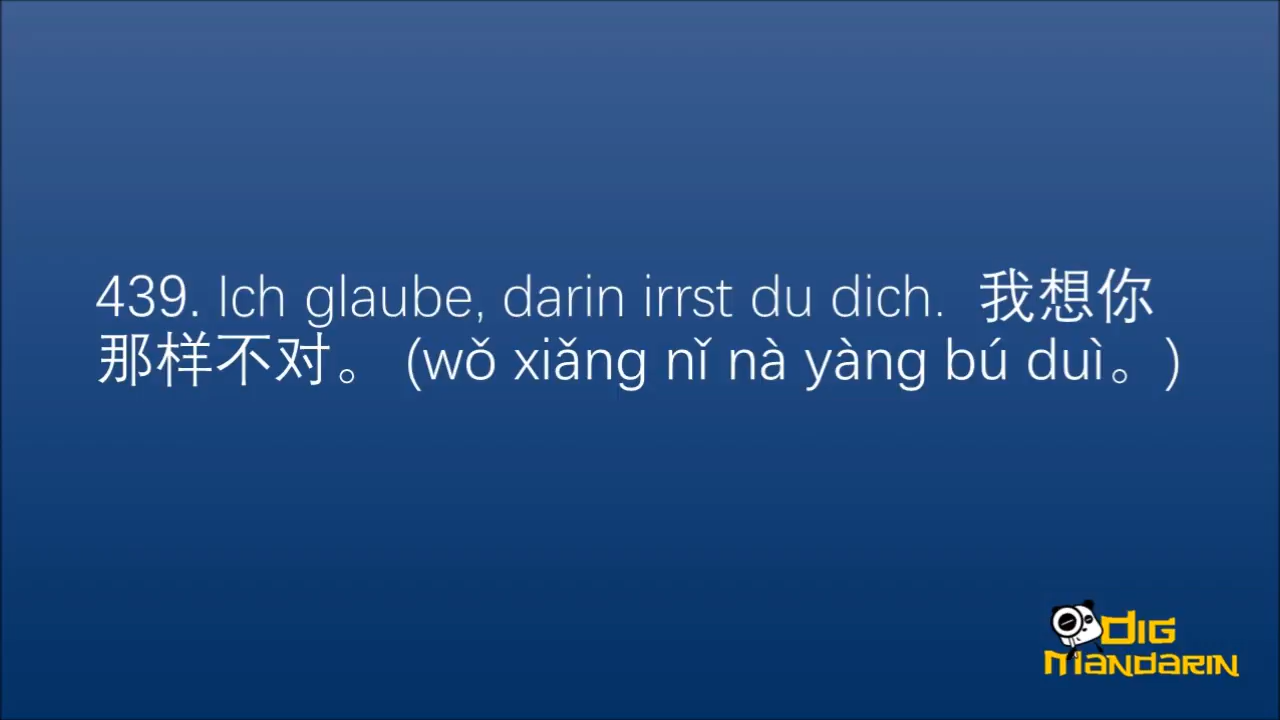 439. Ich glaube, darin irrst du dich. 我想你
那样不对。 (wǒ xiǎng nǐ nà yàng bú duì。)
DIG
MANDARIN